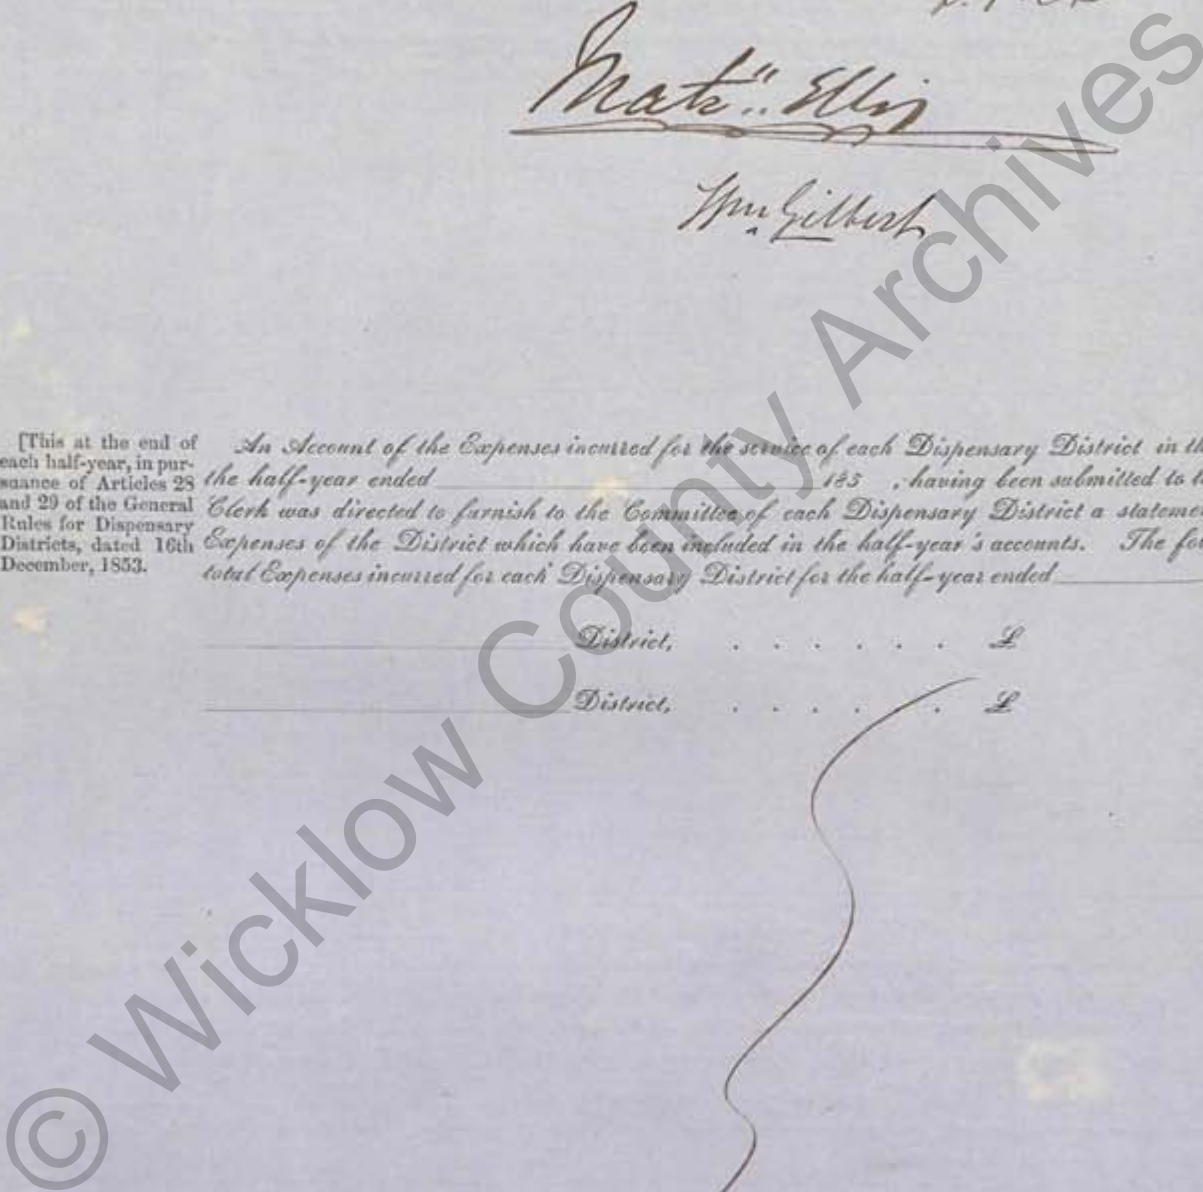 Matw. Ellis
Wm Gilbert
[This at the end of
each half-year, in pur-
suance of Articles 28
and 29 of the General
Rules for Dispensary
Districts, dated 16th
December, 1853.
An Account of the Expenses incurred for the service of each Dispensary District in th
the half-year ended 185 , having been submitted to t
Clerk was directed to furnish to the Committee of each Dispensary District a stateme
Expenses of the District which have been included in the half-year's accounts. The fo
total Expenses incurred for each Dispensary District for the half-year ended
District, . . . . . . £
District, . . . . . . £
© Wicklow County Archives